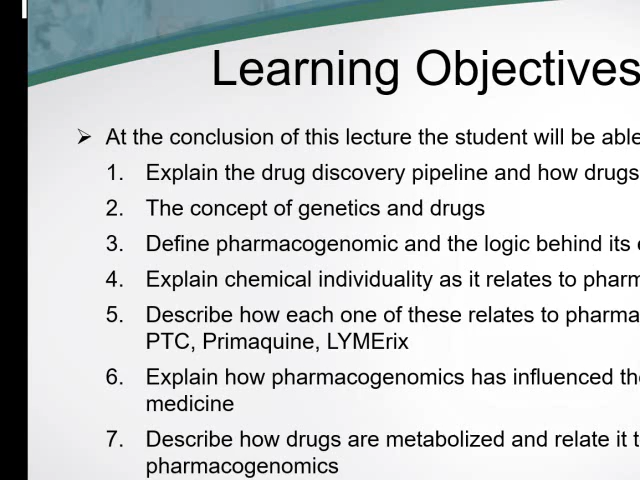 Learning Objectives
➢ At the conclusion of this lecture the student will be able
1. Explain the drug discovery pipeline and how drugs
2. The concept of genetics and drugs
3. Define pharmacogenomic and the logic behind its
4. Explain chemical individuality as it relates to pharm
5. Describe how each one of these relates to pharma
PTC, Primaquine, LYMErix
6. Explain how pharmacogenomics has influenced the
medicine
7. Describe how drugs are metabolized and relate it t
pharmacogenomics